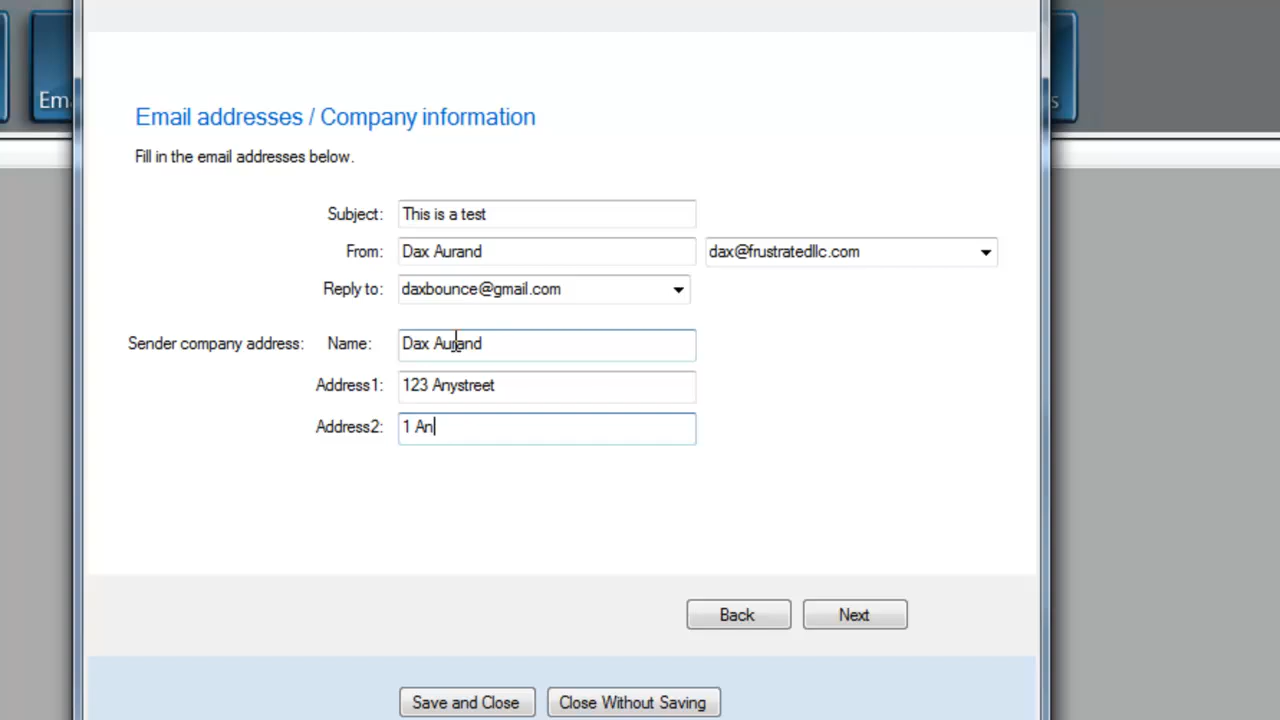 Ema
s
Email addresses / Company information
Fill in the email addresses below.
Subject: This is a test
From: Dax Aurand dax@frustratedllc.com
Reply to: daxbounce@gmail.com
Sender company address: Name: Dax Aurand
Address1: 123 Anystreet
Address2: 1 An
Back Next
Save and Close Close Without Saving